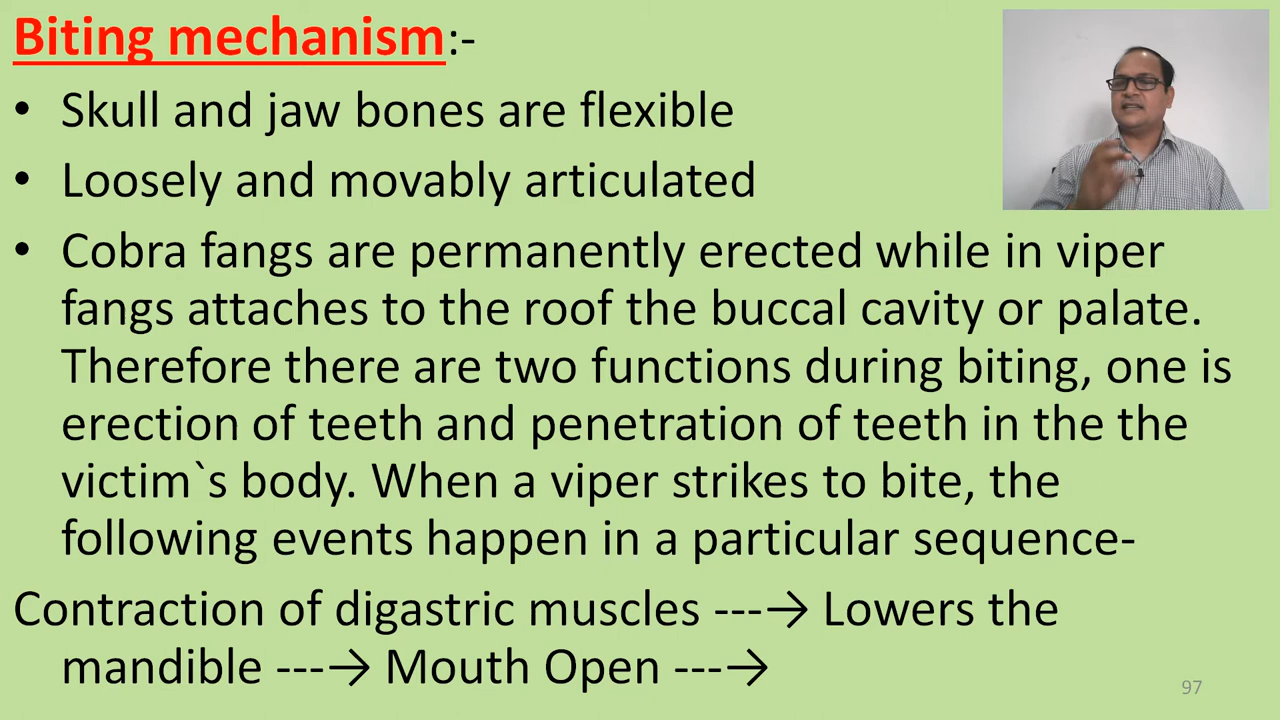 Biting mechanism:-
• Skull and jaw bones are flexible
• Loosely and movably articulated
• Cobra fangs are permanently erected while in viper
fangs attaches to the roof the buccal cavity or palate.
Therefore there are two functions during biting, one is
erection of teeth and penetration of teeth in the the
victim`s body. When a viper strikes to bite, the
following events happen in a particular sequence-
Contraction of digastric muscles ---→ Lowers the
mandible ---→ Mouth Open ---→
97